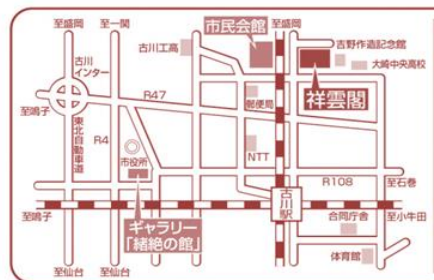 至盛岡
至一関
古川工高
市民会館
至盛岡
吉野作造記念館
大崎中央高校
祥雲閣
古川
インター
R47
郵便局
至鳴子
東北自動車道
R4
市役所
NTT
R108
至石巻
古川駅
至鳴子
ギャラリー
「緒絶の館」
合同庁舎
至小牛田
体育館
至仙台
至仙台
至仙台